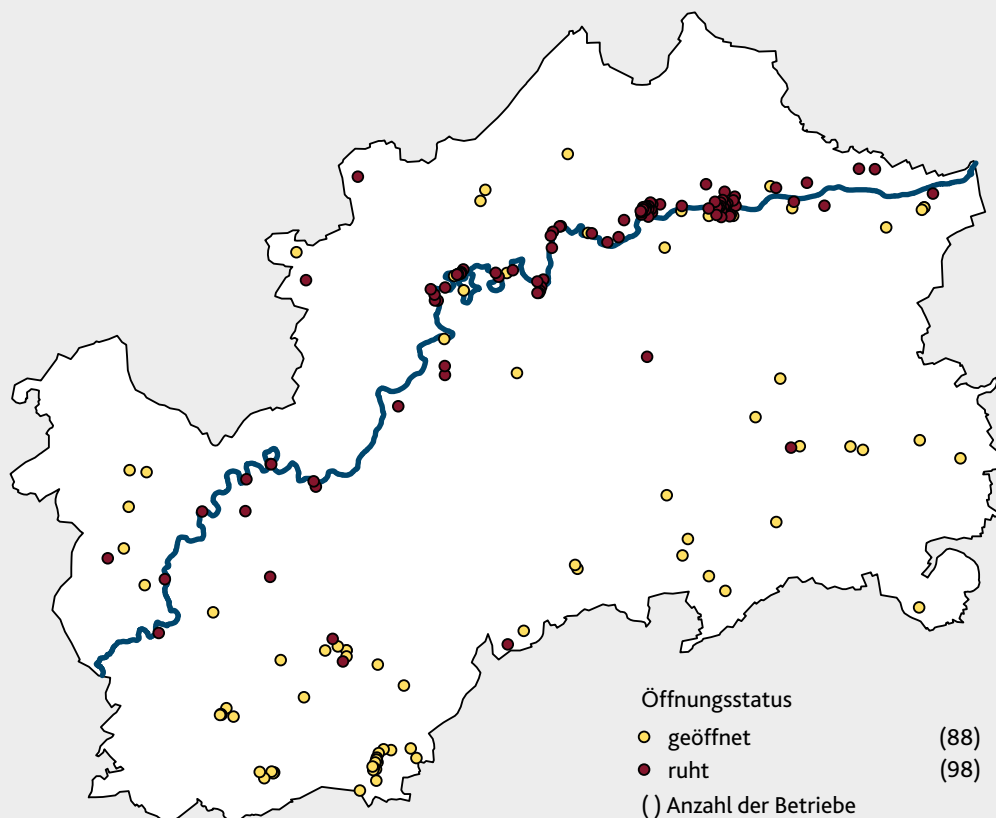 Öffnungsstatus
geöffnet (88)
ruht (98)
( ) Anzahl der Betriebe